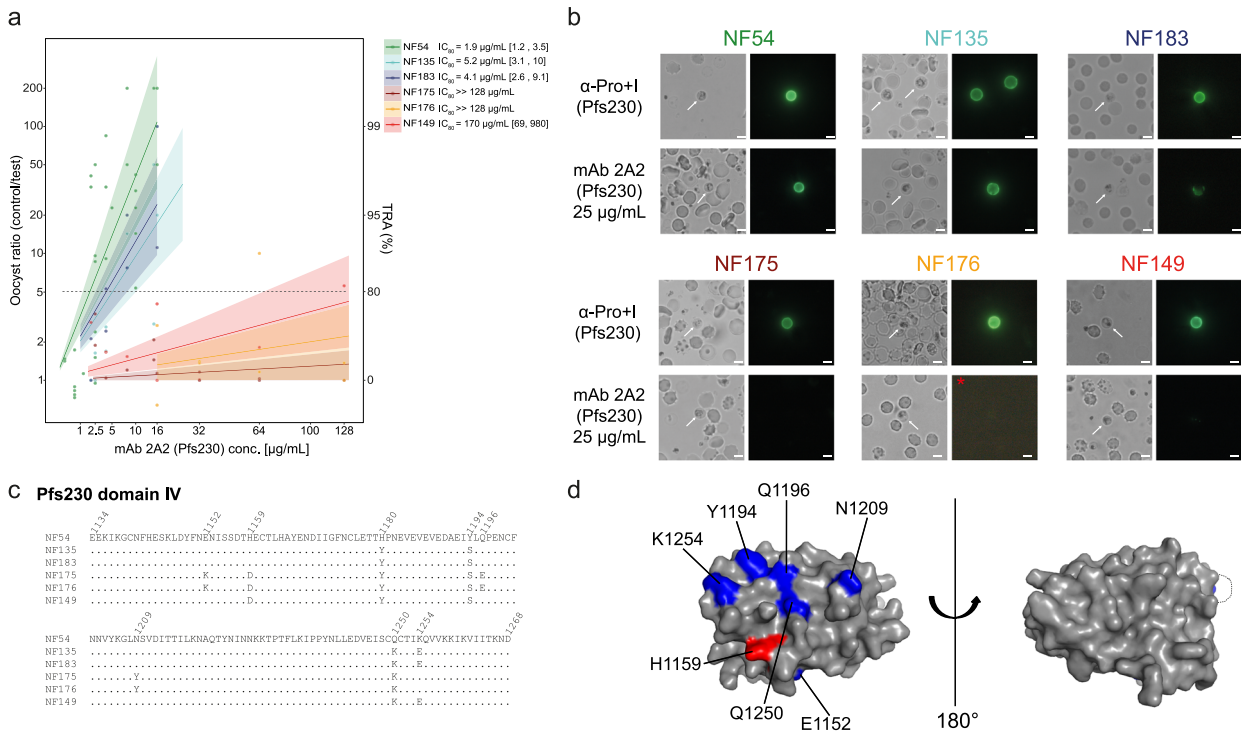 a
Oocyst ratio (control/test)
200
100
50
20
10
5
2
1
99
95
80
0
TRA (%)
1 2,5 5 10 16 32 64 100 128
mAb 2A2 (Pfs230) conc. [µg/mL]
NF54 IC80 = 1.9 µg/mL [1.2 , 3.5]
NF135 IC80 = 5.2 µg/mL [3.1 , 10]
NF183 IC80 = 4.1 µg/mL [2.6 , 9.1]
NF175 IC80 >> 128 µg/mL
NF176 IC80 >> 128 µg/mL
NF149 IC80 = 170 µg/mL [69, 980]
b
NF54 NF135 NF183
α-Pro+I
(Pfs230)
mAb 2A2
(Pfs230)
25 µg/mL
NF175 NF176 NF149
α-Pro+I
(Pfs230)
mAb 2A2
(Pfs230)
25 µg/mL
*
c Pfs230 domain IV
1134 1152 1159 1180 1194 1196
NF54 EEKIKGCNFHESKLDYFNENISSDTHECTLHAYENDIIGFNCLETTHPNEVEVEVEDAEIYLQPENCF
NF135 ..............................................Y.............S.......
NF183 ..............................................Y.............S.......
NF175 ..................K......D....................Y.............S.E.....
NF176 ..................K......D....................Y.............S.E.....
NF149 .........................D....................Y.............S.......
1209 1250 1254 1268
NF54 NNVYKGLNSVDITTILKNAQTYNINNKKTPTFLKIPPYNLLEDVEISCQCTIKQVVKKIKVIITKND
NF135 ................................................K...E..............
NF183 ................................................K...E..............
NF175 .......Y........................................K..................
NF176 .......Y........................................K..................
NF149 ................................................K...E..............
d
Q1196
Y1194
N1209
K1254
H1159
Q1250
E1152
180°